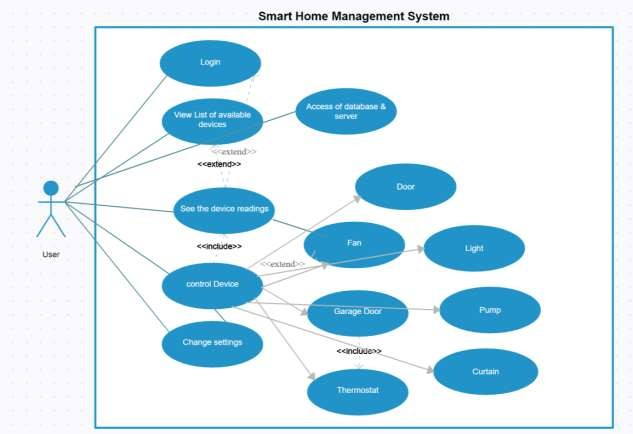 Smart Home Management System
Login
View List of available
devices
Access of database &
server
<<extend>>
<<extend>>
Door
User
See the device readings
<<include>>
Fan
Light
<<extend>>
control Device
Garage Door
Pump
Change settings
<<include>>
Curtain
Thermostat